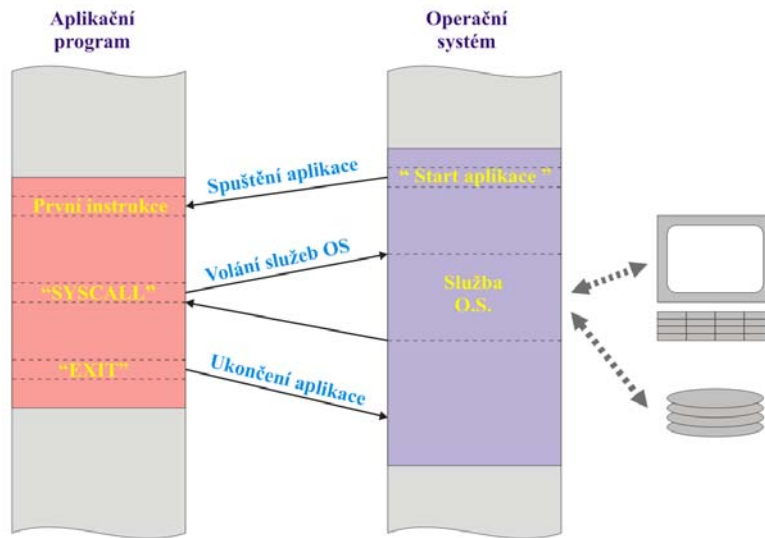 Aplikační
program
Operační
systém
Spuštění aplikace
“ Start aplikace ”
První instrukce
Volání služeb OS
“SYSCALL”
Služba
O.S.
“EXIT”
Ukončení aplikace